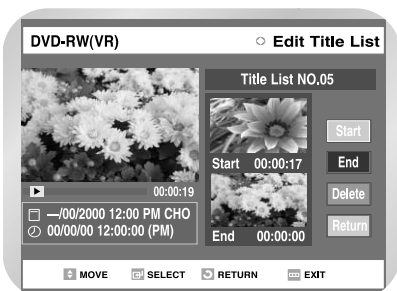 DVD-RW(VR)
Edit Title List
Title List NO.05
Start 00:00:17
End 00:00:00
Start
End
Delete
Return
00:00:19
—/00/2000 12:00 PM CHO
00/00/00 12:00:00 (PM)
MOVE SELECT RETURN EXIT